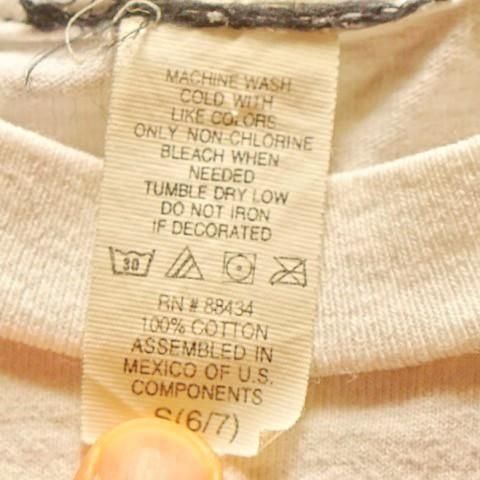 MACHINE WASH
COLD WITH
LIKE COLORS
ONLY NON-CHLORINE
BLEACH WHEN
NEEDED
TUMBLE DRY LOW
DO NOT IRON
IF DECORATED
30
RN # 88434
100% COTTON
ASSEMBLED IN
MEXICO OF U.S.
COMPONENTS
S(6/7)